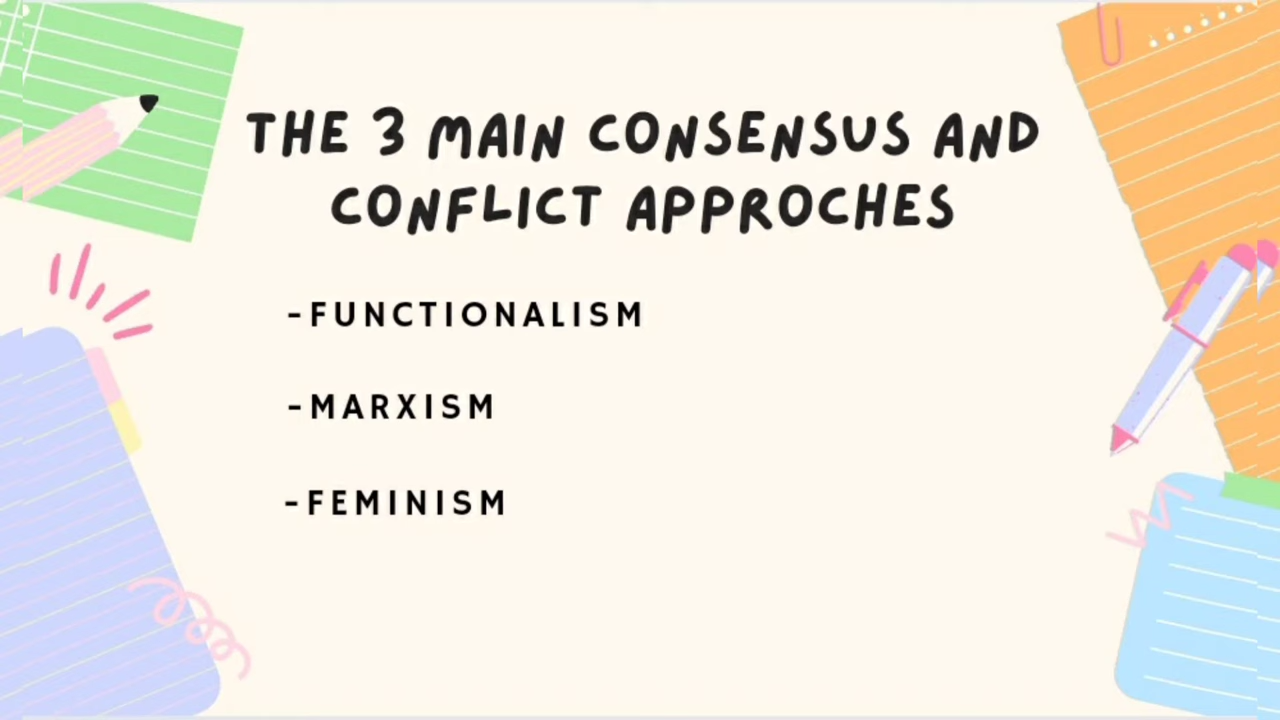 THE 3 MAIN CONSENSUS AND
CONFLICT APPROCHES
-FUNCTIONALISM
-MARXISM
-FEMINISM